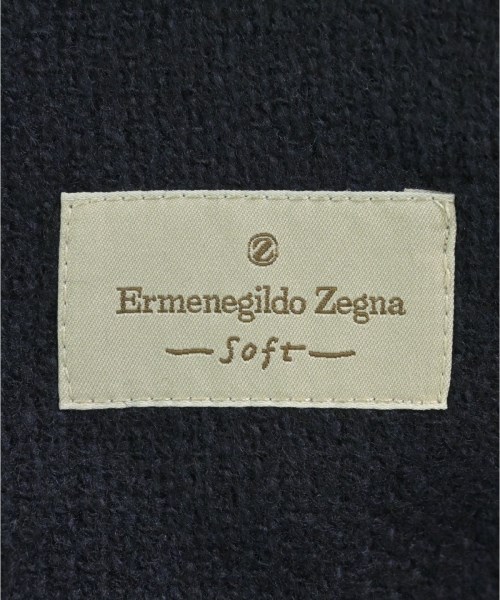 Z
Ermenegildo Zegna
— Soft —